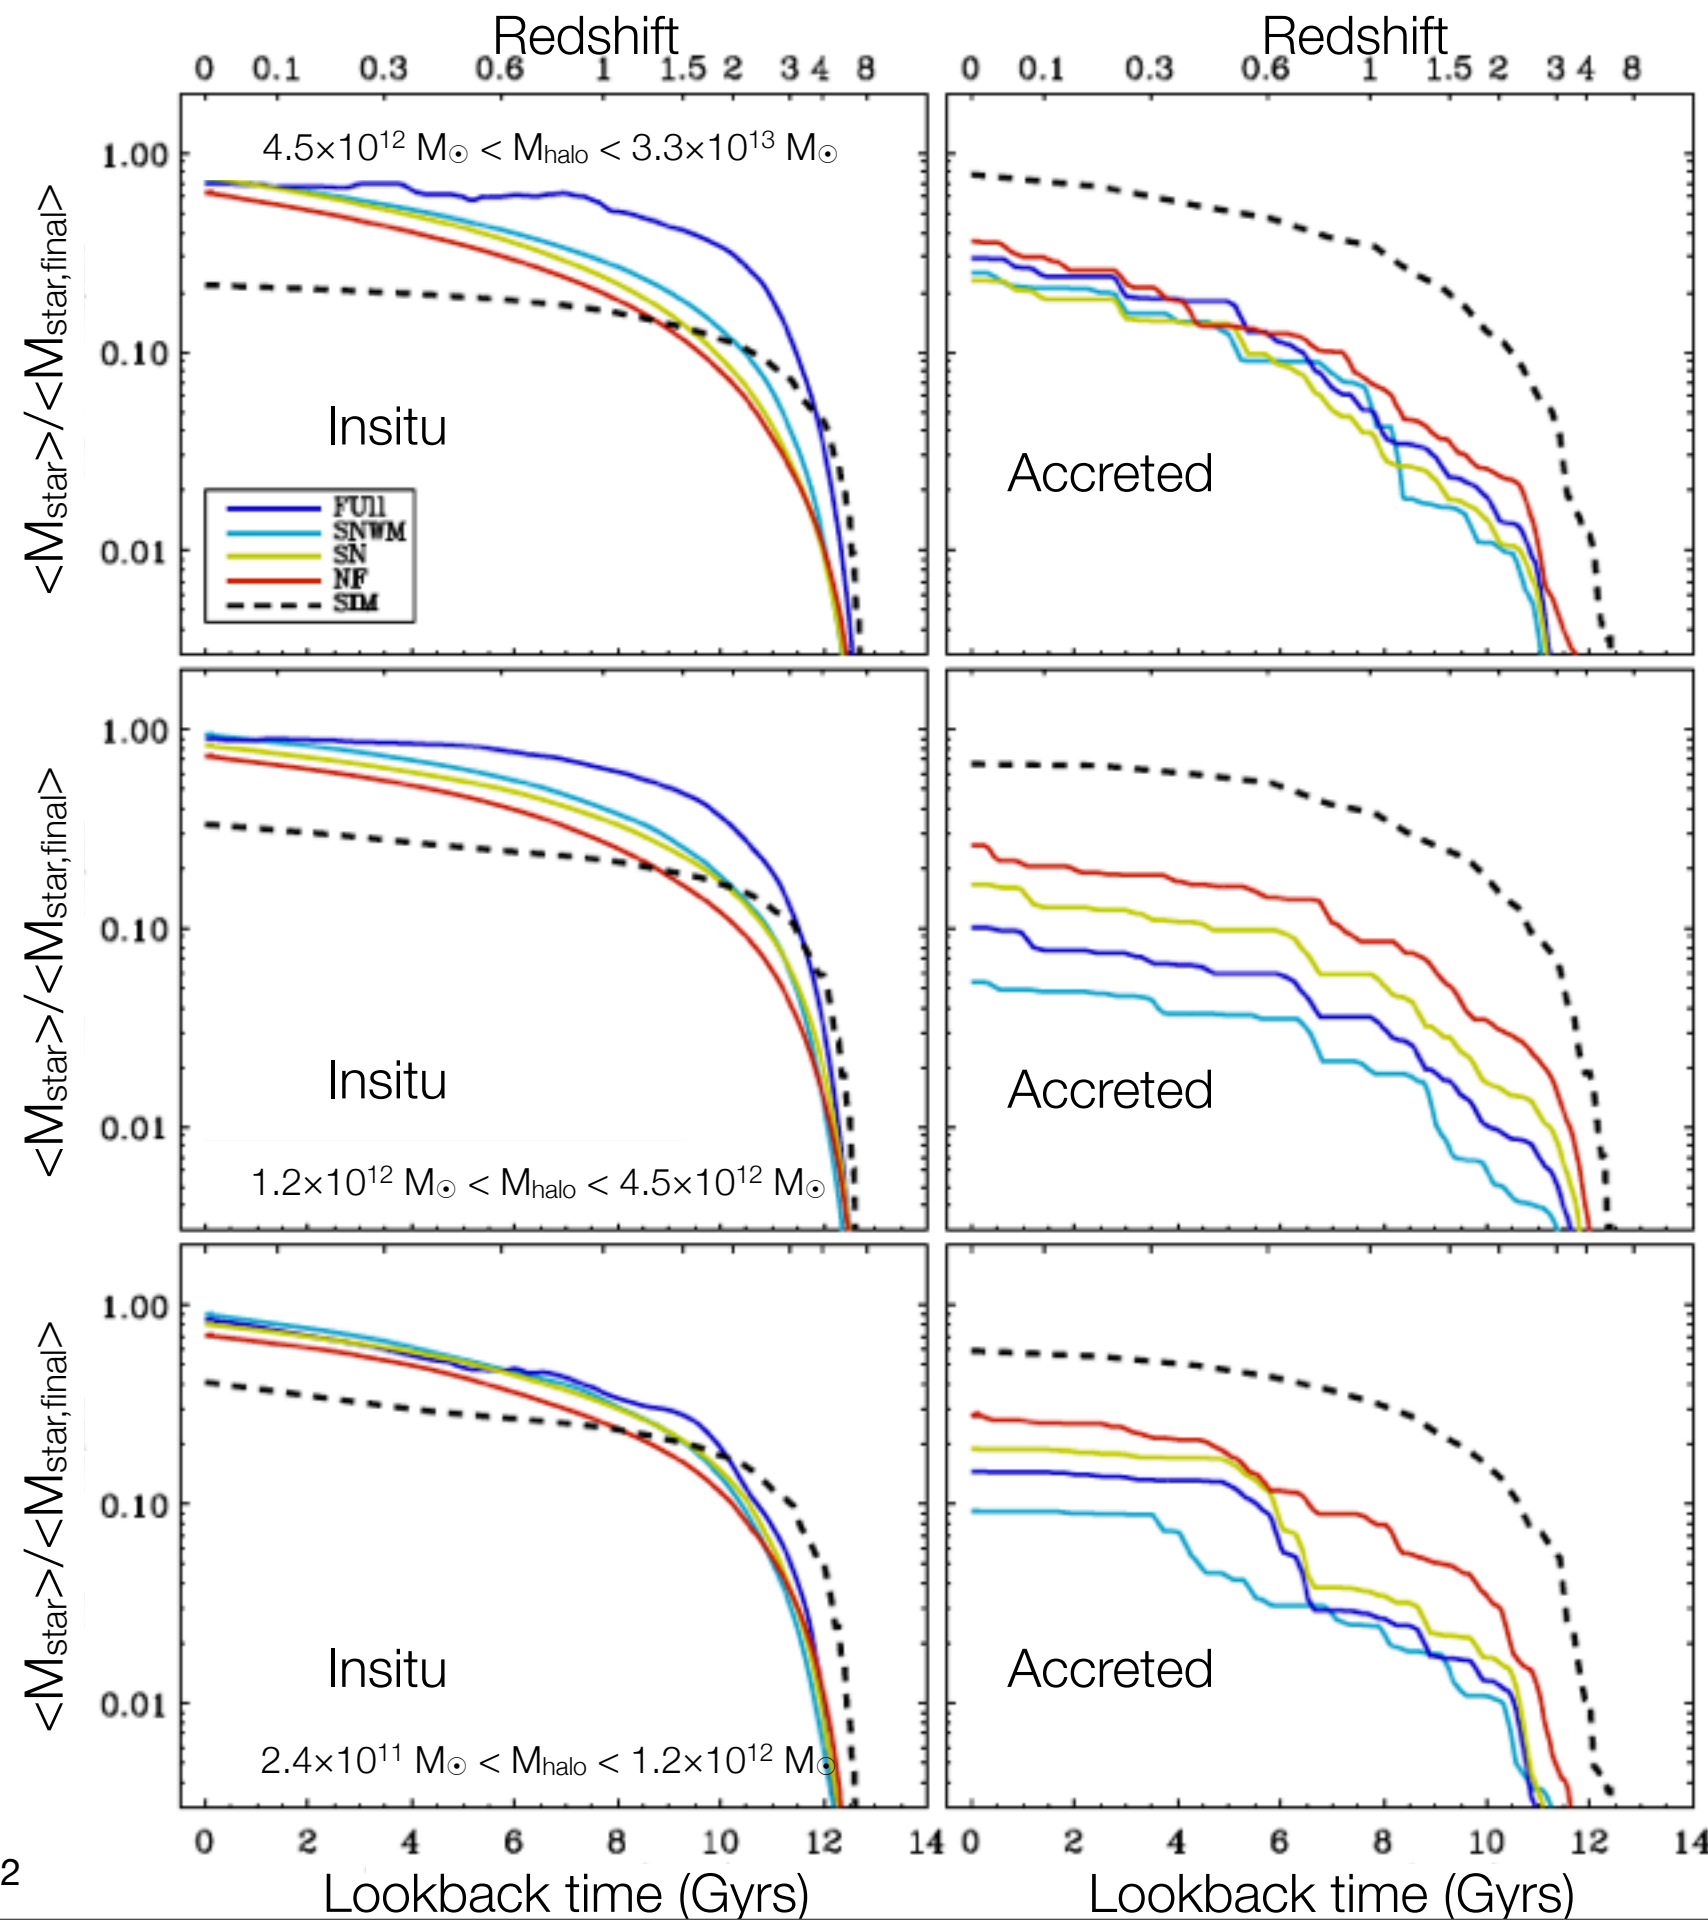 Redshift Redshift
0 0.1 0.3 0.6 1 1.5 2 3 4 8 0 0.1 0.3 0.6 1 1.5 2 3 4 8
4.5×10¹² M☉ < Mhalo < 3.3×10¹³ M☉
<Mstar>/<Mstar,final>
1.00
0.10
0.01
Insitu
FUll
SNWM
SN
NF
SIM
Accreted
<Mstar>/<Mstar,final>
1.00
0.10
0.01
Insitu
1.2×10¹² M☉ < Mhalo < 4.5×10¹² M☉
Accreted
<Mstar>/<Mstar,final>
1.00
0.10
0.01
Insitu
2.4×10¹¹ M☉ < Mhalo < 1.2×10¹² M☉
Accreted
0 2 4 6 8 10 12 14 0 2 4 6 8 10 12 14
2
Lookback time (Gyrs) Lookback time (Gyrs)